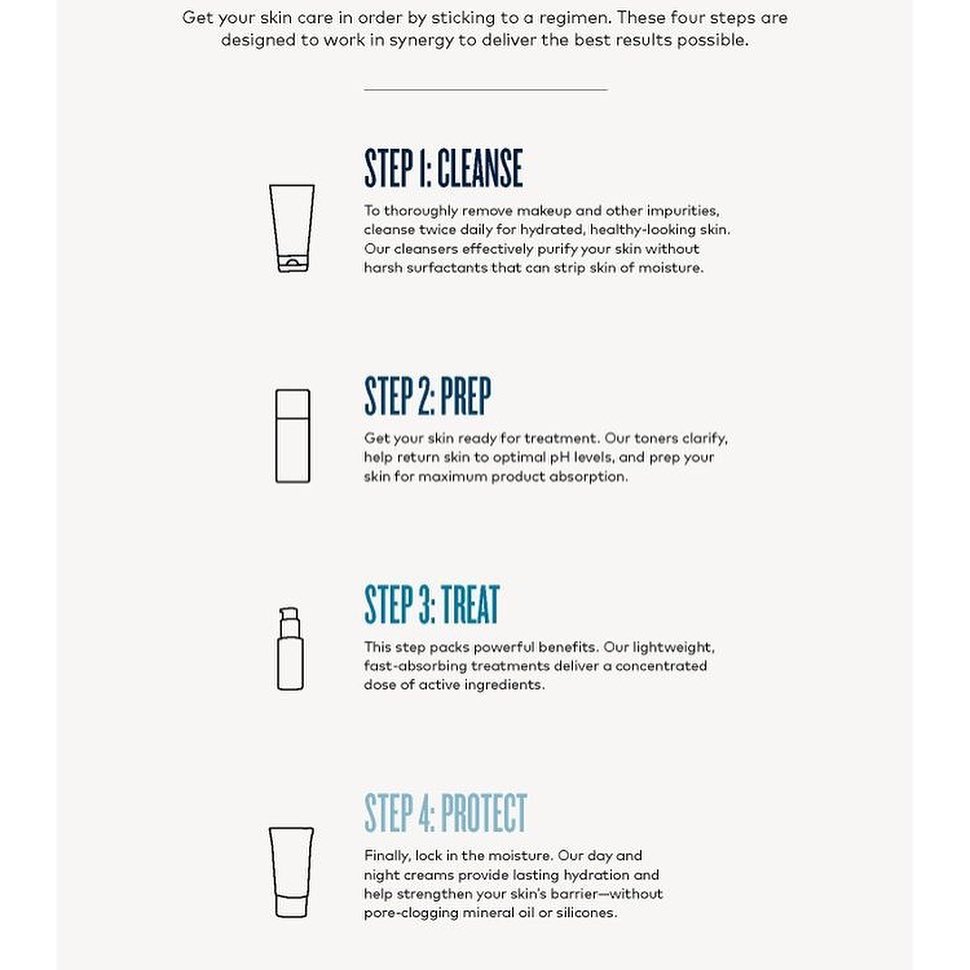 Get your skin care in order by sticking to a regimen. These four steps are
designed to work in synergy to deliver the best results possible.
STEP 1: CLEANSE
To thoroughly remove makeup and other impurities,
cleanse twice daily for hydrated, healthy-looking skin.
Our cleansers effectively purify your skin without
harsh surfactants that can strip skin of moisture.
STEP 2: PREP
Get your skin ready for treatment. Our toners clarify,
help return skin to optimal pH levels, and prep your
skin for maximum product absorption.
STEP 3: TREAT
This step packs powerful benefits. Our lightweight,
fast-absorbing treatments deliver a concentrated
dose of active ingredients.
STEP 4: PROTECT
Finally, lock in the moisture. Our day and
night creams provide lasting hydration and
help strengthen your skin's barrier—without
pore-clogging mineral oil or silicones.